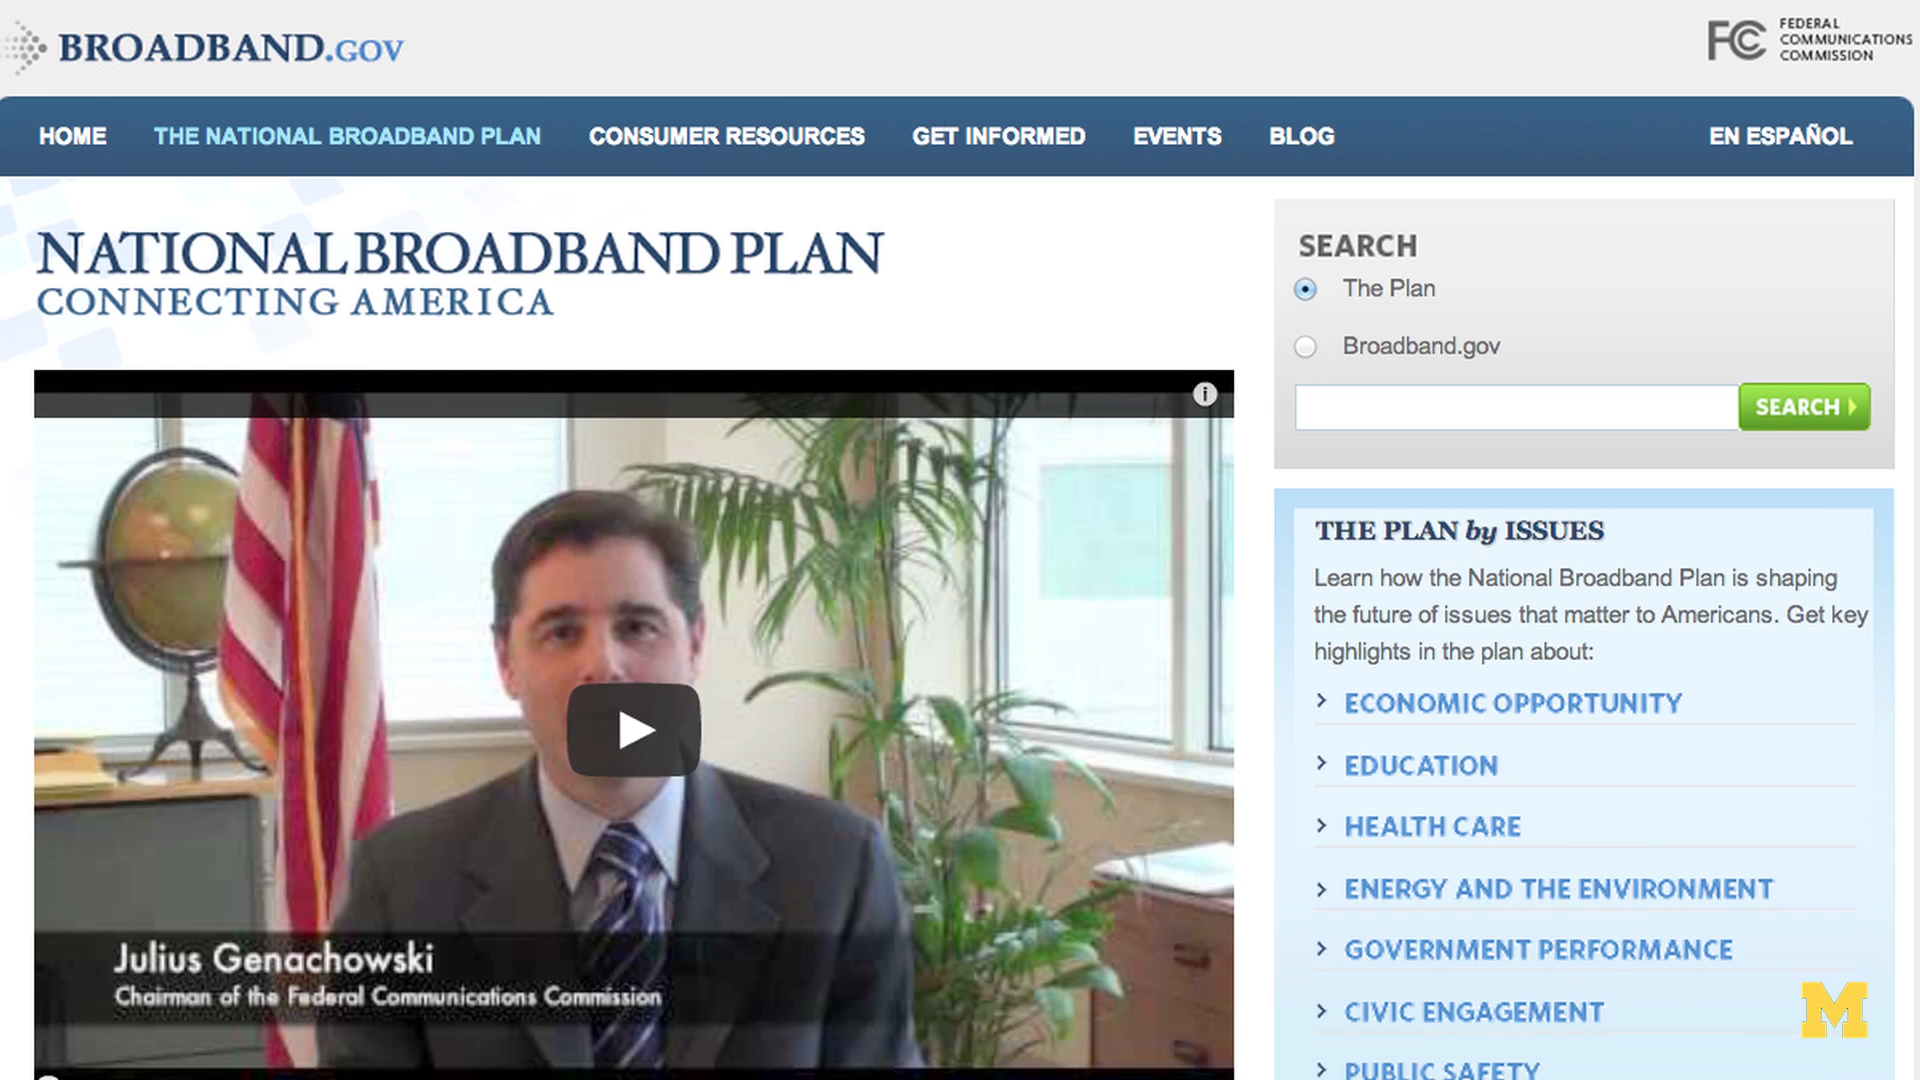 BROADBAND.GOV
FCC FEDERAL
COMMUNICATIONS
COMMISSION
HOME THE NATIONAL BROADBAND PLAN CONSUMER RESOURCES GET INFORMED EVENTS BLOG EN ESPAÑOL
NATIONAL BROADBAND PLAN
CONNECTING AMERICA
Julius Genachowski
Chairman of the Federal Communications Commission
SEARCH
The Plan
Broadband.gov
SEARCH
THE PLAN by ISSUES
Learn how the National Broadband Plan is shaping
the future of issues that matter to Americans. Get key
highlights in the plan about:
ECONOMIC OPPORTUNITY
EDUCATION
HEALTH CARE
ENERGY AND THE ENVIRONMENT
GOVERNMENT PERFORMANCE
CIVIC ENGAGEMENT
PUBLIC SAFETY
M